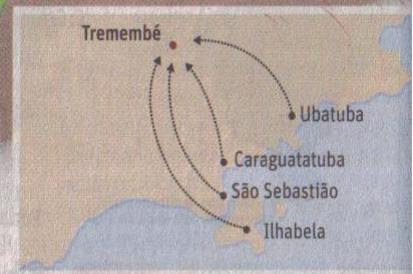 Tremembé
Ubatuba
Caraguatatuba
São Sebastião
Ilhabela